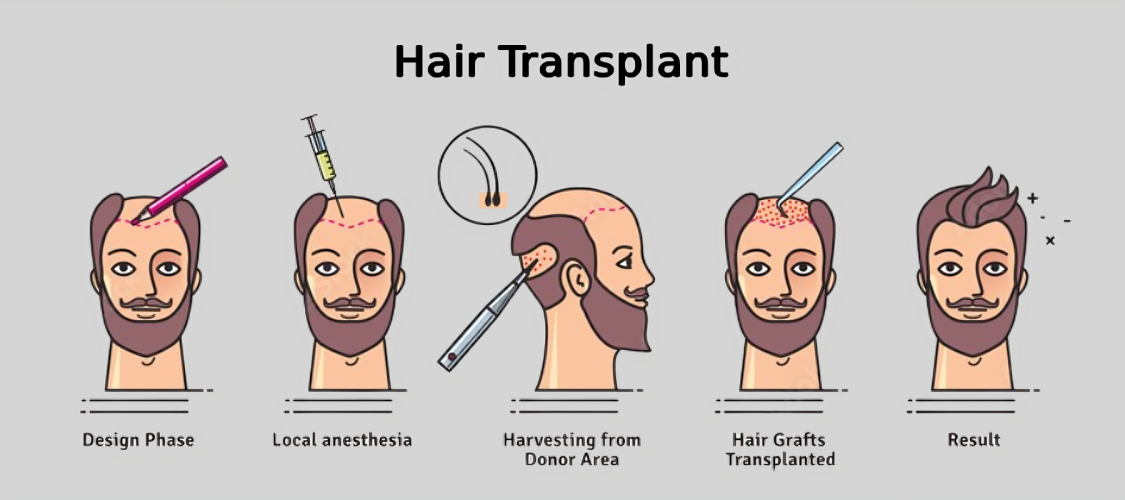 Hair Transplant
Design Phase
Local anesthesia
Harvesting from
Donor Area
Hair Grafts
Transplanted
Result